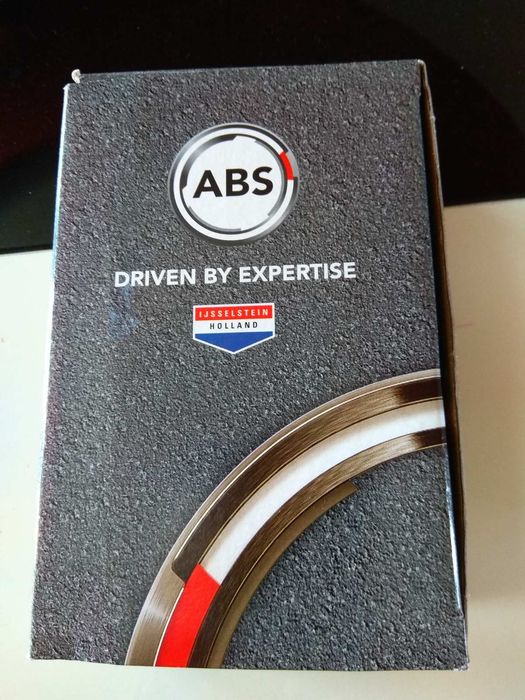 ABS
DRIVEN BY EXPERTISE
IJSSELSTEIN
HOLLAND